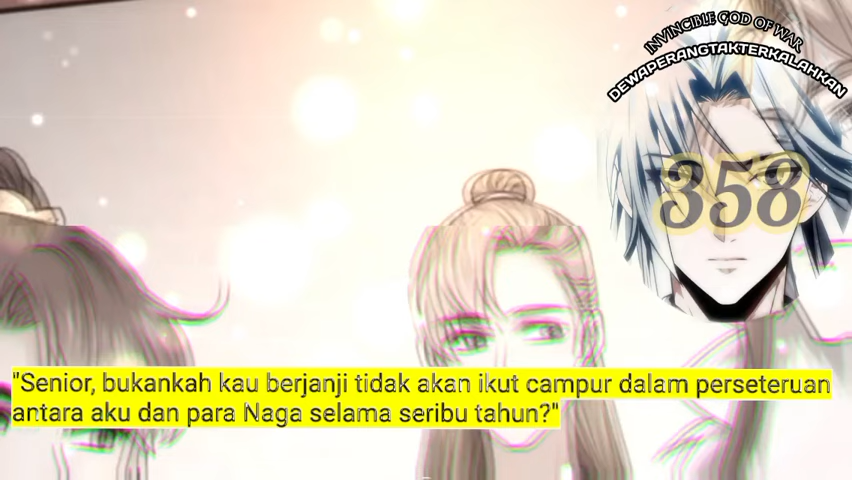 INVINCIBLE GOD OF WAR
DEWAPERANGTAKTERKALAHKAN
358
"Senior, bukankah kau berjanji tidak akan ikut campur dalam perseteruan
antara aku dan para Naga selama seribu tahun?"